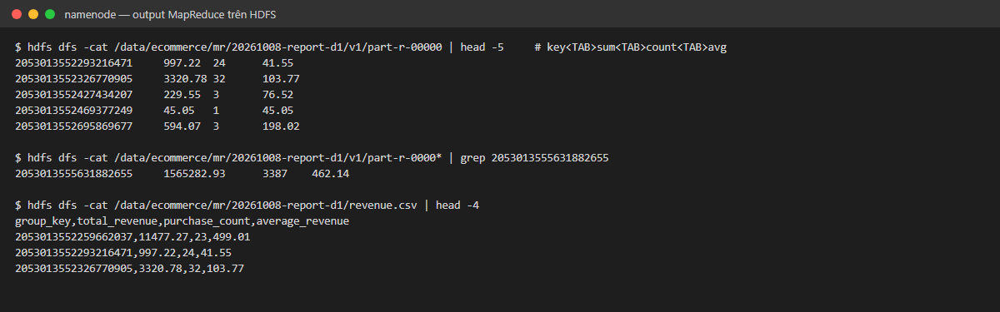 namenode — output MapReduce trên HDFS
$ hdfs dfs -cat /data/ecommerce/mr/20261008-report-d1/v1/part-r-00000 | head -5     # key<TAB>sum<TAB>count<TAB>avg
2053013552293216471     997.22  24      41.55
2053013552326770905     3320.78 32      103.77
2053013552427434207     229.55  3       76.52
2053013552469377249     45.05   1       45.05
2053013552695869677     594.07  3       198.02
$ hdfs dfs -cat /data/ecommerce/mr/20261008-report-d1/v1/part-r-0000* | grep 2053013555631882655
2053013555631882655     1565282.93      3387    462.14
$ hdfs dfs -cat /data/ecommerce/mr/20261008-report-d1/revenue.csv | head -4
group_key,total_revenue,purchase_count,average_revenue
2053013552259662037,11477.27,23,499.01
2053013552293216471,997.22,24,41.55
2053013552326770905,3320.78,32,103.77